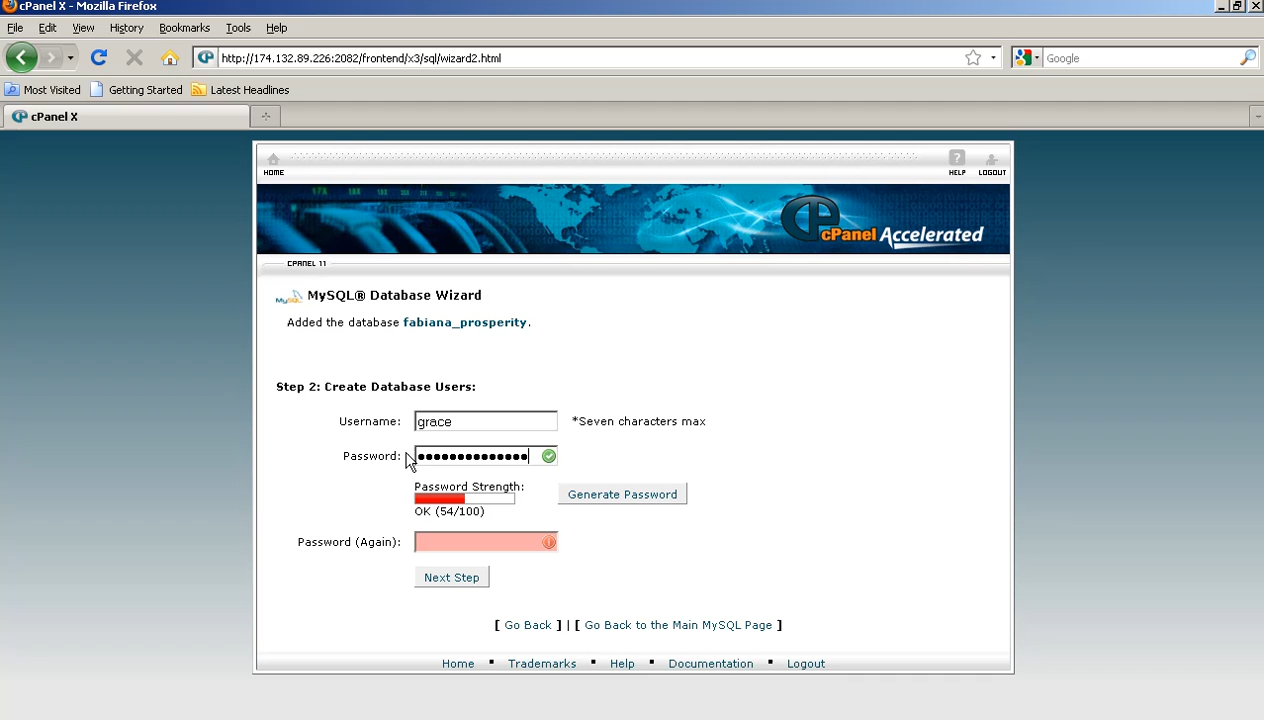 cPanel X - Mozilla Firefox
File Edit View History Bookmarks Tools Help
http://174.132.89.226:2082/frontend/x3/sql/wizard2.html
Google
Most Visited Getting Started Latest Headlines
cPanel X
HOME HELP LOGOUT
cPanel Accelerated
CPANEL 11
MySQL MySQL® Database Wizard
Added the database fabiana_prosperity.
Step 2: Create Database Users:
Username: grace *Seven characters max
Password: ••••••••••••••
Password Strength:
Generate Password
OK (54/100)
Password (Again):
Next Step
[ Go Back ] | [ Go Back to the Main MySQL Page ]
Home ▪ Trademarks ▪ Help ▪ Documentation ▪ Logout